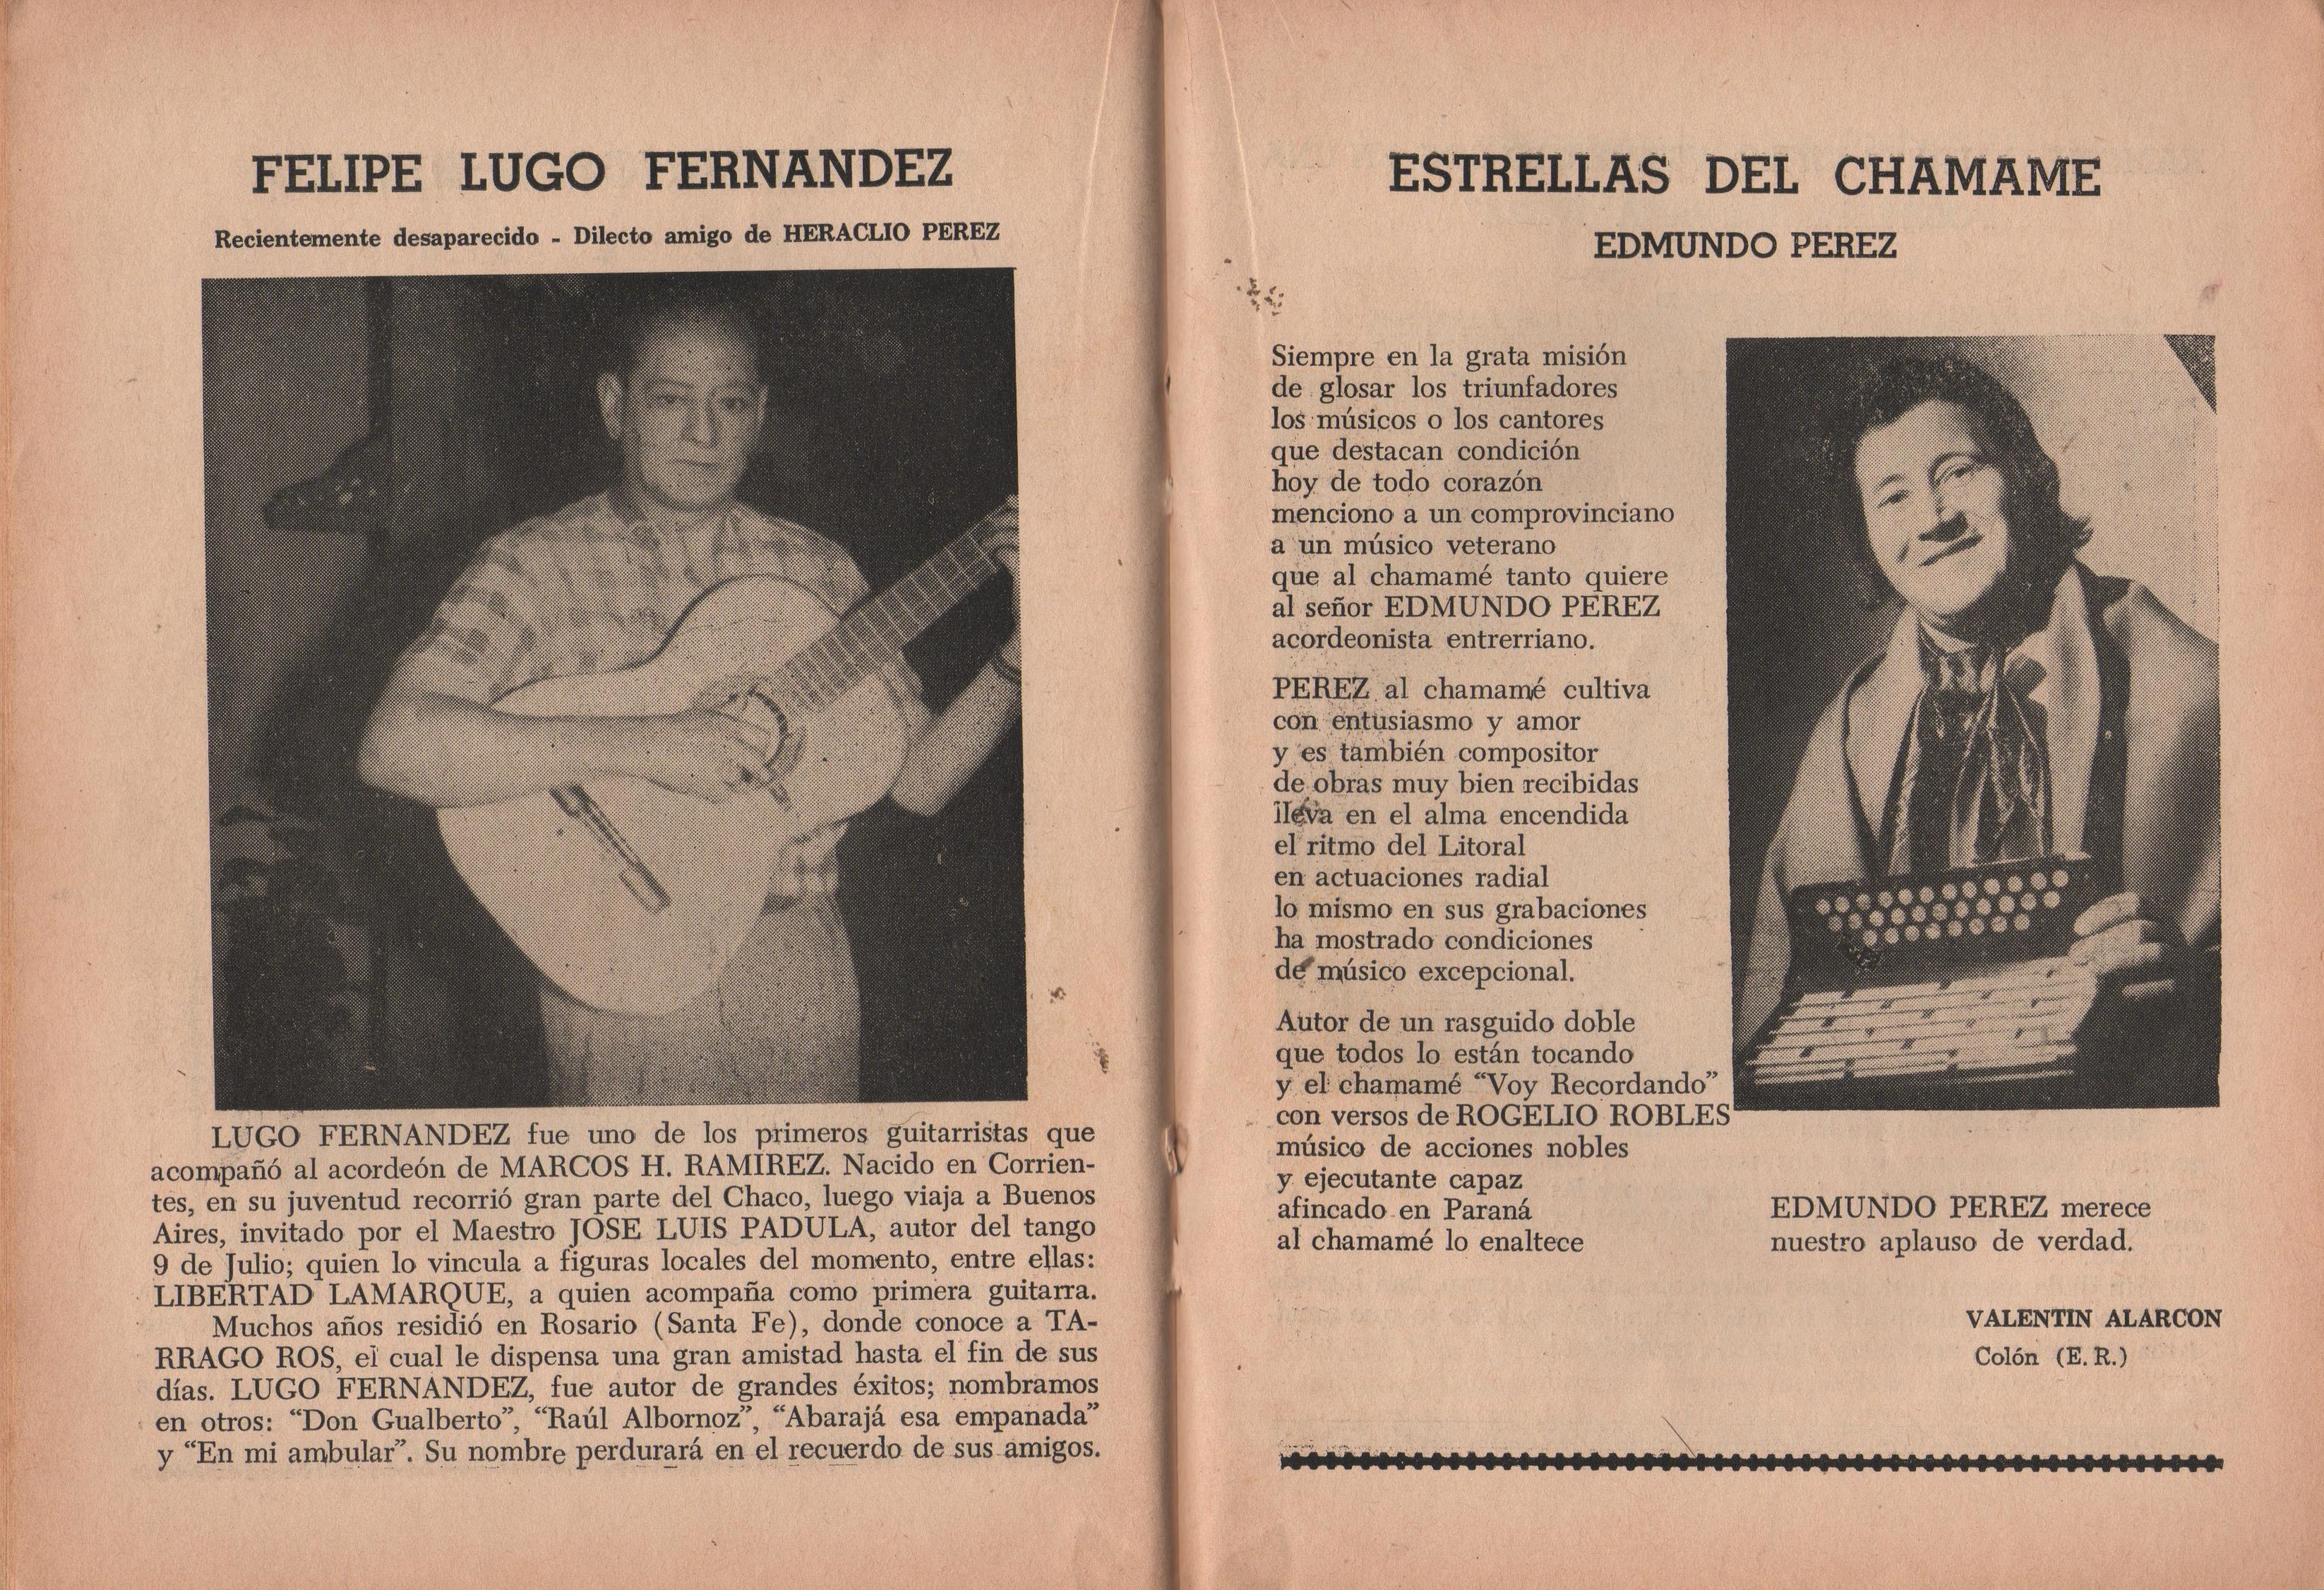 FELIPE LUGO FERNANDEZ
Recientemente desaparecido - Dilecto amigo de HERACLIO PEREZ
LUGO FERNANDEZ fue uno de los primeros guitarristas que
acompañó al acordeón de MARCOS H. RAMIREZ. Nacido en Corrien-
tes, en su juventud recorrió gran parte del Chaco, luego viaja a Buenos
Aires, invitado por el Maestro JOSE LUIS PADULA, autor del tango
9 de Julio; quien lo vincula a figuras locales del momento, entre ellas:
LIBERTAD LAMARQUE, a quien acompaña como primera guitarra.
Muchos años residió en Rosario (Santa Fe), donde conoce a TA-
RRAGO ROS, el cual le dispensa una gran amistad hasta el fin de sus
días. LUGO FERNANDEZ, fue autor de grandes éxitos; nombramos
en otros: “Don Gualberto”, “Raúl Albornoz”, “Abarajá esa empanada”
y “En mi ambular”. Su nombre perdurará en el recuerdo de sus amigos.
ESTRELLAS DEL CHAMAME
EDMUNDO PEREZ
Siempre en la grata misión
de glosar los triunfadores
los músicos o los cantores
que destacan condición
hoy de todo corazón
menciono a un comprovinciano
a un músico veterano
que al chamamé tanto quiere
al señor EDMUNDO PEREZ
acordeonista entrerriano.
PEREZ al chamamé cultiva
con entusiasmo y amor
y es también compositor
de obras muy bien recibidas
lleva en el alma encendida
el ritmo del Litoral
en actuaciones radial
lo mismo en sus grabaciones
ha mostrado condiciones
de músico excepcional.
Autor de un rasguido doble
que todos lo están tocando
y el chamamé “Voy Recordando”
con versos de ROGELIO ROBLES
músico de acciones nobles
y ejecutante capaz
afincado en Paraná
al chamamé lo enaltece
EDMUNDO PEREZ merece
nuestro aplauso de verdad.
VALENTIN ALARCON
Colón (E. R.)